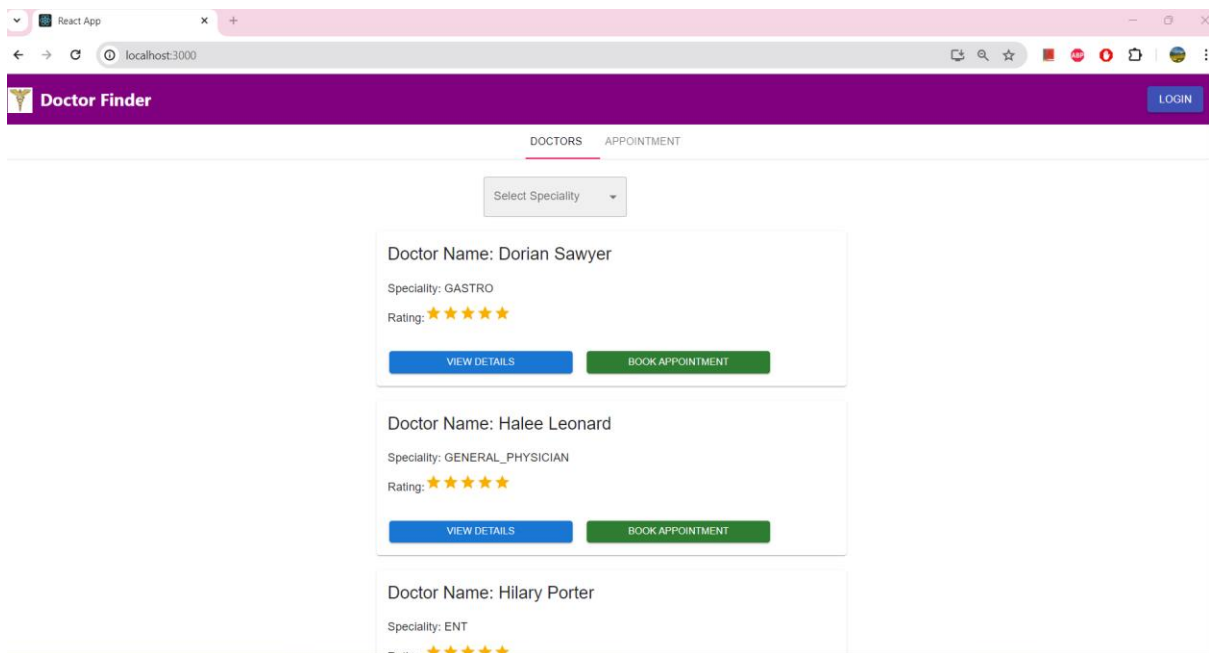 React App
localhost:3000
ABP
Doctor Finder
LOGIN
DOCTORS APPOINTMENT
Select Speciality
Doctor Name: Dorian Sawyer
Speciality: GASTRO
Rating:
VIEW DETAILS BOOK APPOINTMENT
Doctor Name: Halee Leonard
Speciality: GENERAL_PHYSICIAN
Rating:
VIEW DETAILS BOOK APPOINTMENT
Doctor Name: Hilary Porter
Speciality: ENT